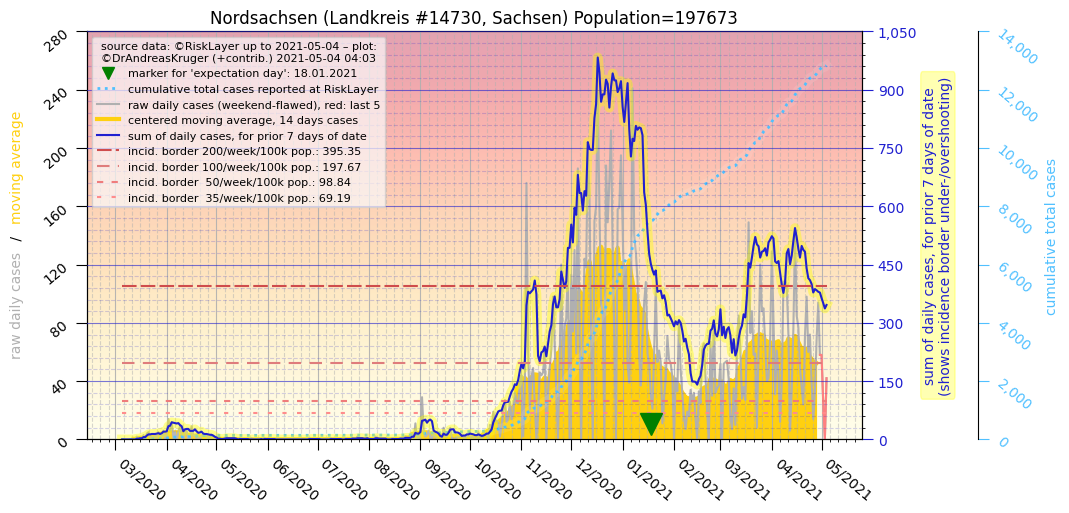 Nordsachsen (Landkreis #14730, Sachsen) Population=197673
source data: ©RiskLayer up to 2021-05-04 – plot:
©DrAndreasKruger (+contrib.) 2021-05-04 04:03
marker for 'expectation day': 18.01.2021
cumulative total cases reported at RiskLayer
raw daily cases (weekend-flawed), red: last 5
centered moving average, 14 days cases
sum of daily cases, for prior 7 days of date
incid. border 200/week/100k pop.: 395.35
incid. border 100/week/100k pop.: 197.67
incid. border  50/week/100k pop.: 98.84
incid. border  35/week/100k pop.: 69.19
raw daily cases / moving average
280
240
200
160
120
80
40
0
03/2020
04/2020
05/2020
06/2020
07/2020
08/2020
09/2020
10/2020
11/2020
12/2020
01/2021
02/2021
03/2021
04/2021
05/2021
1,050
900
750
600
450
300
150
0
sum of daily cases, for prior 7 days of date
(shows incidence border under-/overshooting)
14,000
12,000
10,000
8,000
6,000
4,000
2,000
0
cumulative total cases